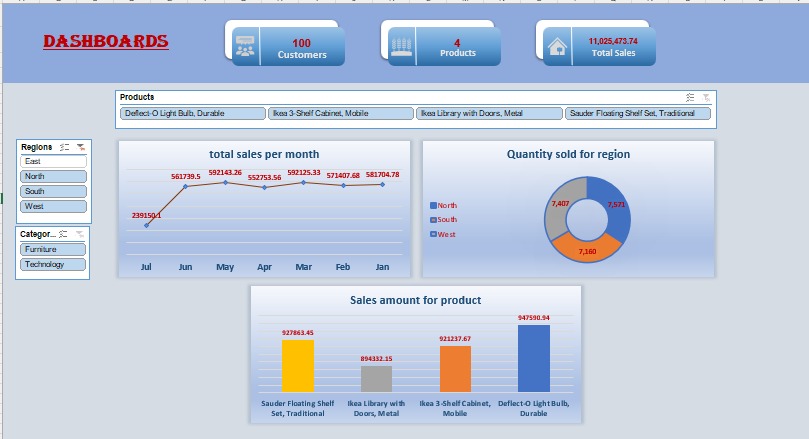 DASHBOARDS
100
Customers
4
Products
11,025,473.74
Total Sales
Products
Deflect-O Light Bulb, Durable
Ikea 3-Shelf Cabinet, Mobile
Ikea Library with Doors, Metal
Sauder Floating Shelf Set, Traditional
Regions
East
North
South
West
Categor...
Furniture
Technology
total sales per month
239150.1
561739.5
592143.26
552753.56
592125.33
571407.68
581704.78
Jul
Jun
May
Apr
Mar
Feb
Jan
Quantity sold for region
North
South
West
7,407
7,571
7,160
Sales amount for product
927863.45
894332.15
921237.67
947590.94
Sauder Floating Shelf
Set, Traditional
Ikea Library with
Doors, Metal
Ikea 3-Shelf Cabinet,
Mobile
Deflect-O Light Bulb,
Durable